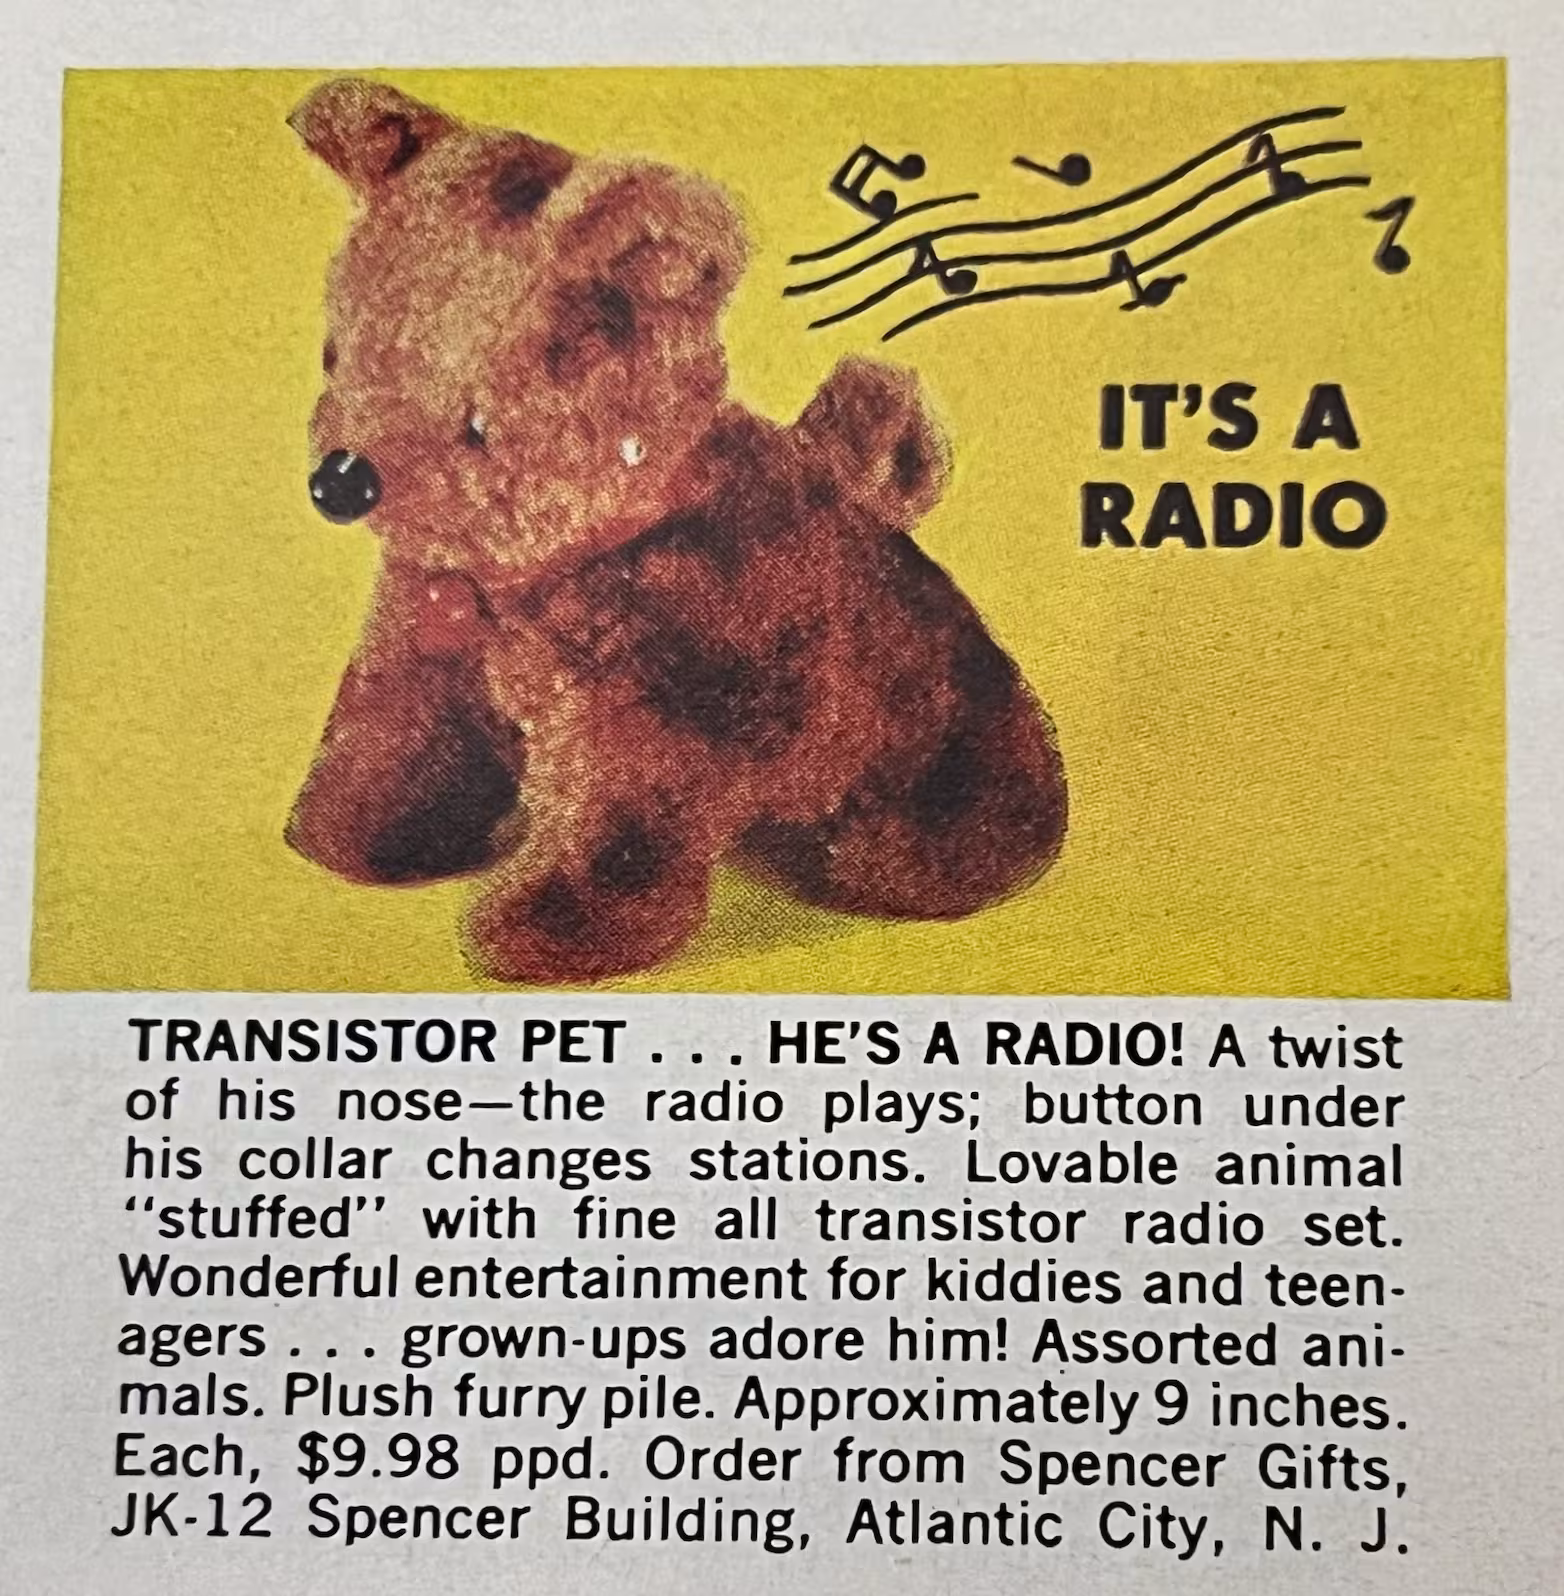 IT'S A
RADIO
TRANSISTOR PET . . . HE'S A RADIO! A twist
of his nose—the radio plays; button under
his collar changes stations. Lovable animal
“stuffed” with fine all transistor radio set.
Wonderful entertainment for kiddies and teen-
agers . . . grown-ups adore him! Assorted ani-
mals. Plush furry pile. Approximately 9 inches.
Each, $9.98 ppd. Order from Spencer Gifts,
JK-12 Spencer Building, Atlantic City, N. J.